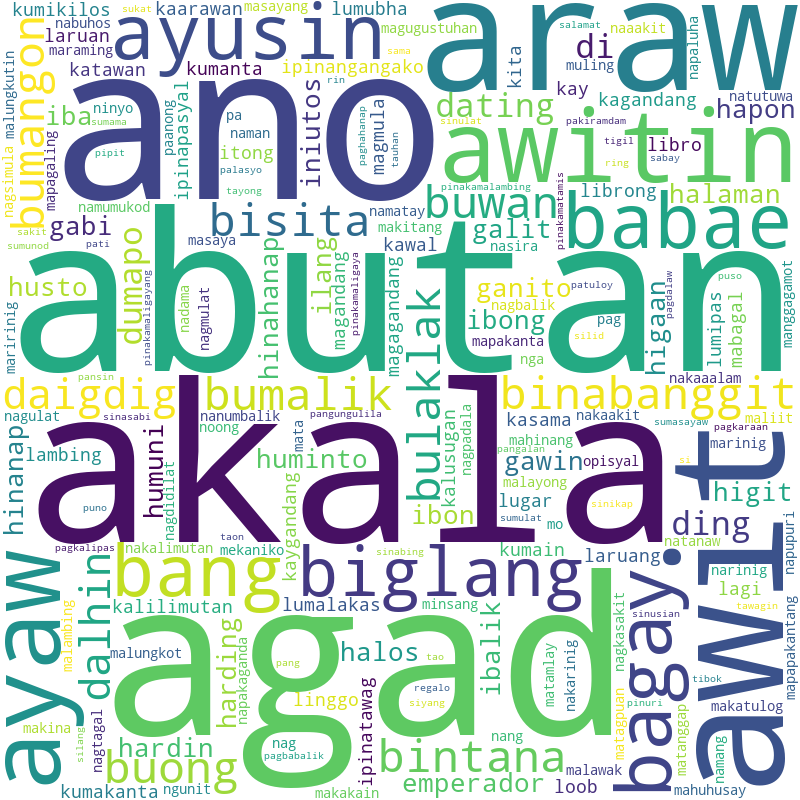 kumikilos
kaarawan
masayang
sukat
lumubha
magugustuhan
naaakit
salamat
sama
nabuhos
laruan
maraming
ayusin
araw
di
muling
napaluha
kita
malungkutin
bumangon
katawan
kumanta
ipinangangako
rin
ano
dating
kay
kagandang
natutuwa
hapon
iba
ninyo
sumama
paanong
ipinapasyal
pa
naman
itong
iniutos
magmula
paghahanap
tauhan
sinulat
pakiramdam
tigil
libro
ring
sabay
awitin
mapagaling
pipit
palasyo
tayong
nagsimula
sakit
sumunod
gabi
namumukod
pati
masaya
bisita
namatay
makitang
kawal
buwan
galit
nasira
pinakamalambing
pinakamatamis
librong
halaman
babae
abutan
husto
maririnig
dumapo
pinakamaligayang
nadama
nagmulat
hinahanap
ilang
magandang
pinakamaligaya
magagandang
bulaklak
ganito
nagbalik
ibong
mapakanta
nga
pag
patuloy
silid
higaan
puso
pagdalaw
lumipas
mabagal
manggagamot
pansin
daigdig
bumalik
binabanggit
nakaaalam
maliit
nagulat
sinasabi
nanumbalik
noong
pangungulila
mata
hinanap
lambing
puno
akala
humuni
nagdidilat
taon
huminto
kalusugan
nagpadala
kasama
mahinang
pangalan
nakaakit
sumasayaw
pagkaraan
si
marinig
gawin
opisyal
malayong
lugar
sinikap
higit
ibon
sumulat
mo
ding
pagkalipas
nakalimutan
mekaniko
kaygandang
sinabing
kumain
laruang
natanaw
napupuri
awit
ayaw
bang
biglang
bagay
narinig
lagi
tawagin
mapapakantang
malambing
dalhin
kalilimutan
lumalakas
minsang
sinusian
nagkasakit
malungkot
agad
harding
napakaganda
pang
tao
halos
ibalik
matamlay
nakarinig
tibok
makatulog
linggo
regalo
siyang
matagpuan
pinuri
matanggap
makina
silang
nagtagal
hardin
nag
pagbabalik
ipinatawag
bintana
nang
namang
buong
emperador
malawak
loob
mahuhusay
kumakanta
ngunit
makakain